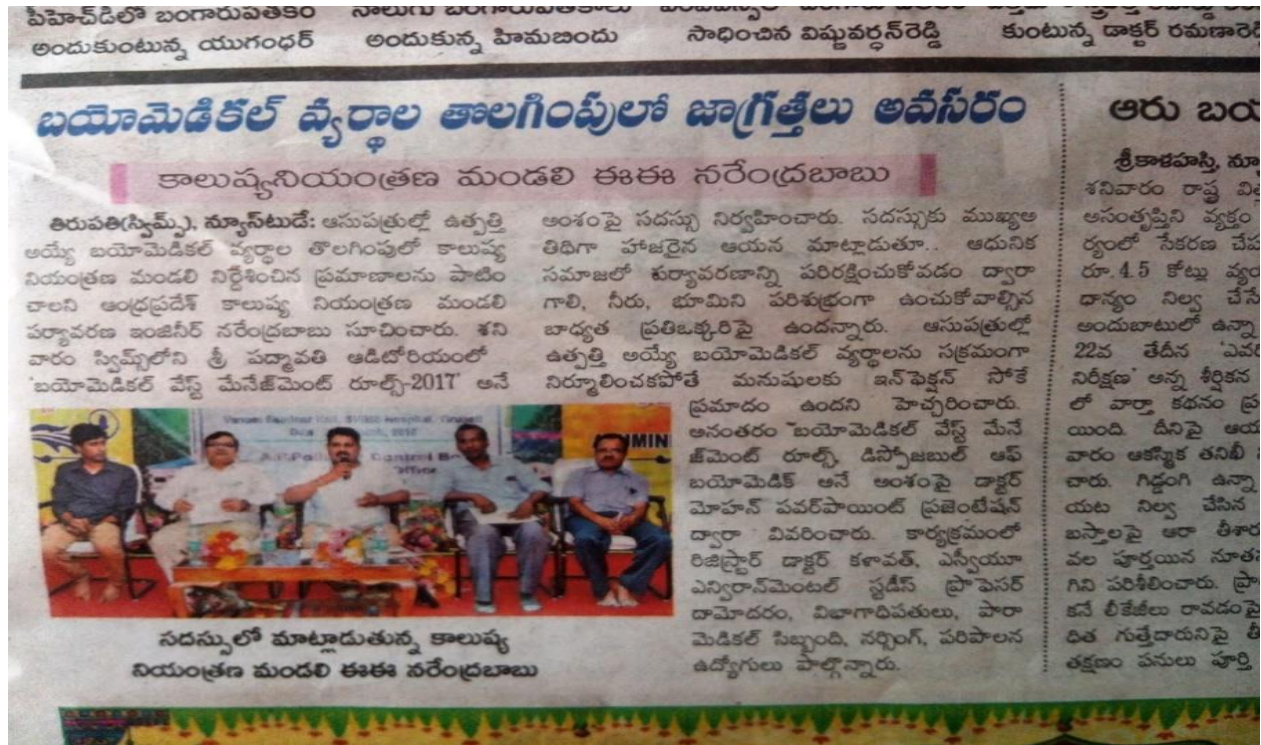 పీహెచ్‌డీలో బంగారుపతకం
అందుకుంటున్న యుగంధర్
నాలుగు బంగారుపతకాలు
అందుకున్న హిమబిందు
సాధించిన విష్ణువర్ధన్‌రెడ్డి
కుంటున్న డాక్టర్ రమణారెడ్డి
బయోమెడికల్ వ్యర్థాల తొలగింపులో జాగ్రత్తలు అవసరం
కాలుష్యనియంత్రణ మండలి ఈఈ నరేంద్రబాబు
తిరుపతి(స్విమ్స్), న్యూస్‌టుడే: ఆసుపత్రుల్లో ఉత్పత్తి
అయ్యే బయోమెడికల్ వ్యర్థాల తొలగింపులో కాలుష్య
నియంత్రణ మండలి నిర్దేశించిన ప్రమాణాలను పాటిం
చాలని ఆంధ్రప్రదేశ్ కాలుష్య నియంత్రణ మండలి
పర్యావరణ ఇంజినీర్ నరేంద్రబాబు సూచించారు. శని
వారం స్విమ్స్‌లోని శ్రీ పద్మావతి ఆడిటోరియంలో
'బయోమెడికల్ వేస్ట్ మేనేజ్‌మెంట్ రూల్స్-2017' అనే
అంశంపై సదస్సు నిర్వహించారు. సదస్సుకు ముఖ్యఅ
తిథిగా హాజరైన ఆయన మాట్లాడుతూ.. ఆధునిక
సమాజంలో పర్యావరణాన్ని పరిరక్షించుకోవడం ద్వారా
గాలి, నీరు, భూమిని పరిశుభ్రంగా ఉంచుకోవాల్సిన
బాధ్యత ప్రతిఒక్కరిపై ఉందన్నారు. ఆసుపత్రుల్లో
ఉత్పత్తి అయ్యే బయోమెడికల్ వ్యర్థాలను సక్రమంగా
నిర్మూలించకపోతే మనుషులకు ఇన్‌ఫెక్షన్ సోకే
ప్రమాదం ఉందని హెచ్చరించారు.
అనంతరం 'బయోమెడికల్ వేస్ట్ మేనే
జ్‌మెంట్ రూల్స్, డిస్పోజబుల్ ఆఫ్
బయోమెడిక్ అనే అంశంపై డాక్టర్
మోహన్ పవర్‌పాయింట్ ప్రజెంటేషన్
ద్వారా వివరించారు. కార్యక్రమంలో
రిజిస్ట్రార్ డాక్టర్ కళావత్, ఎస్వీయూ
ఎన్విరాన్‌మెంటల్ స్టడీస్ ప్రొఫెసర్
దామోదరం, విభాగాధిపతులు, పారా
మెడికల్ సిబ్బంది, నర్సింగ్, పరిపాలన
ఉద్యోగులు పాల్గొన్నారు.
సదస్సులో మాట్లాడుతున్న కాలుష్య
నియంత్రణ మండలి ఈఈ నరేంద్రబాబు
ఆరు
శ్రీకాళహస్తి,
శనివారం రాష్ట్ర
అసంతృప్తిని వ్యక్తం
ర్యంలో సేకరణ
రూ.4.5 కోట్లు
ధాన్యం నిల్వ చేసే
అందుబాటులో ఉన్నా
22వ తేదీన
నిరీక్షణ' అన్న శీర్షికన
లో వార్తా కథనం
యింది. దీనిపై
వారం ఆకస్మిక తనిఖీ
చారు. గిడ్డంగి ఉన్నా
యట నిల్వ చేసిన
బస్తాలపై ఆరా
వల పూర్తయిన
గిని పరిశీలించారు.
కనే లీకేజీలు రావడంపై
ధిత గుత్తేదారునిపై
తక్షణం పనులు పూర్తి